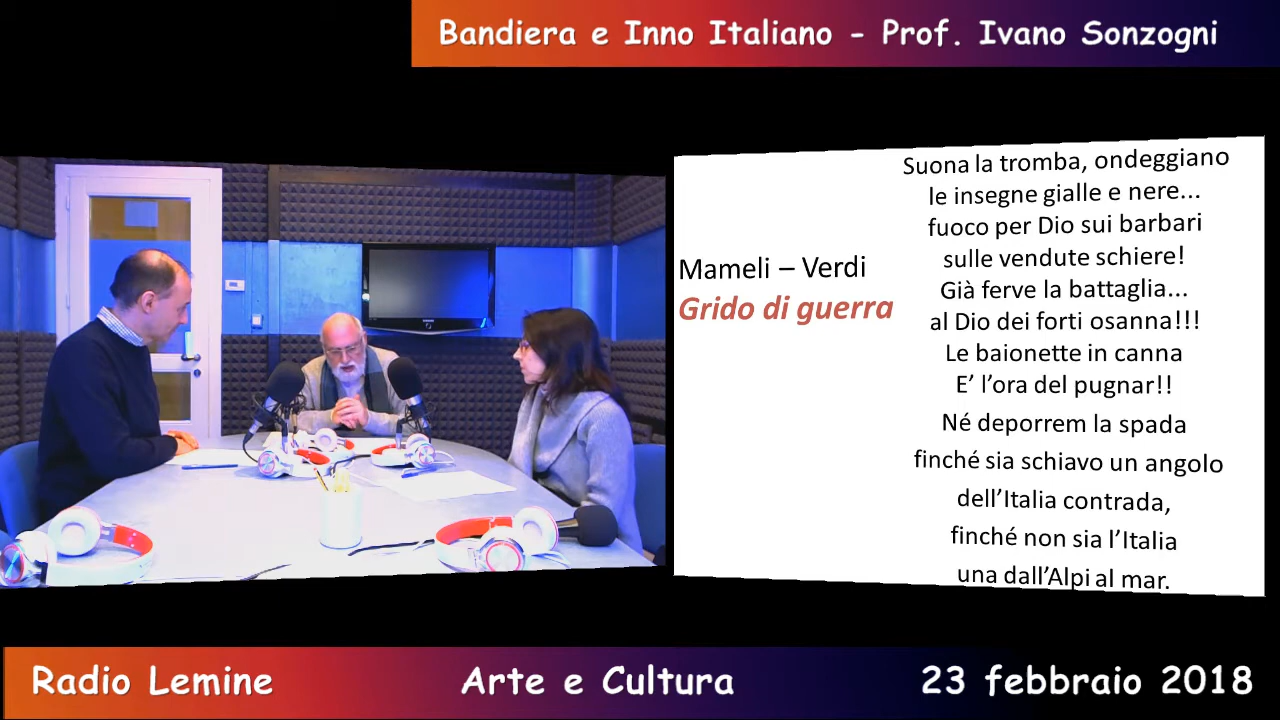 Bandiera e Inno Italiano - Prof. Ivano Sonzogni
Mameli – Verdi
Grido di guerra
Suona la tromba, ondeggiano
le insegne gialle e nere...
fuoco per Dio sui barbari
sulle vendute schiere!
Già ferve la battaglia...
al Dio dei forti osanna!!!
Le baionette in canna
E’ l’ora del pugnar!!
Né deporrem la spada
finché sia schiavo un angolo
dell’Italia contrada,
finché non sia l’Italia
una dall’Alpi al mar.
Radio Lemine
Arte e Cultura
23 febbraio 2018